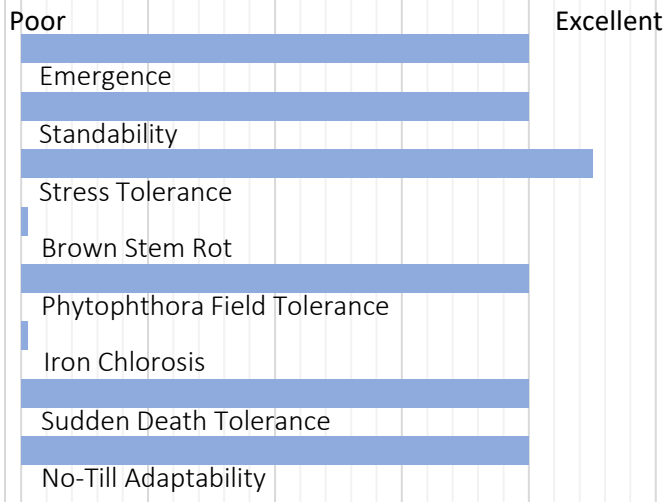 Poor Excellent
Emergence
Standability
Stress Tolerance
Brown Stem Rot
Phytophthora Field Tolerance
Iron Chlorosis
Sudden Death Tolerance
No-Till Adaptability